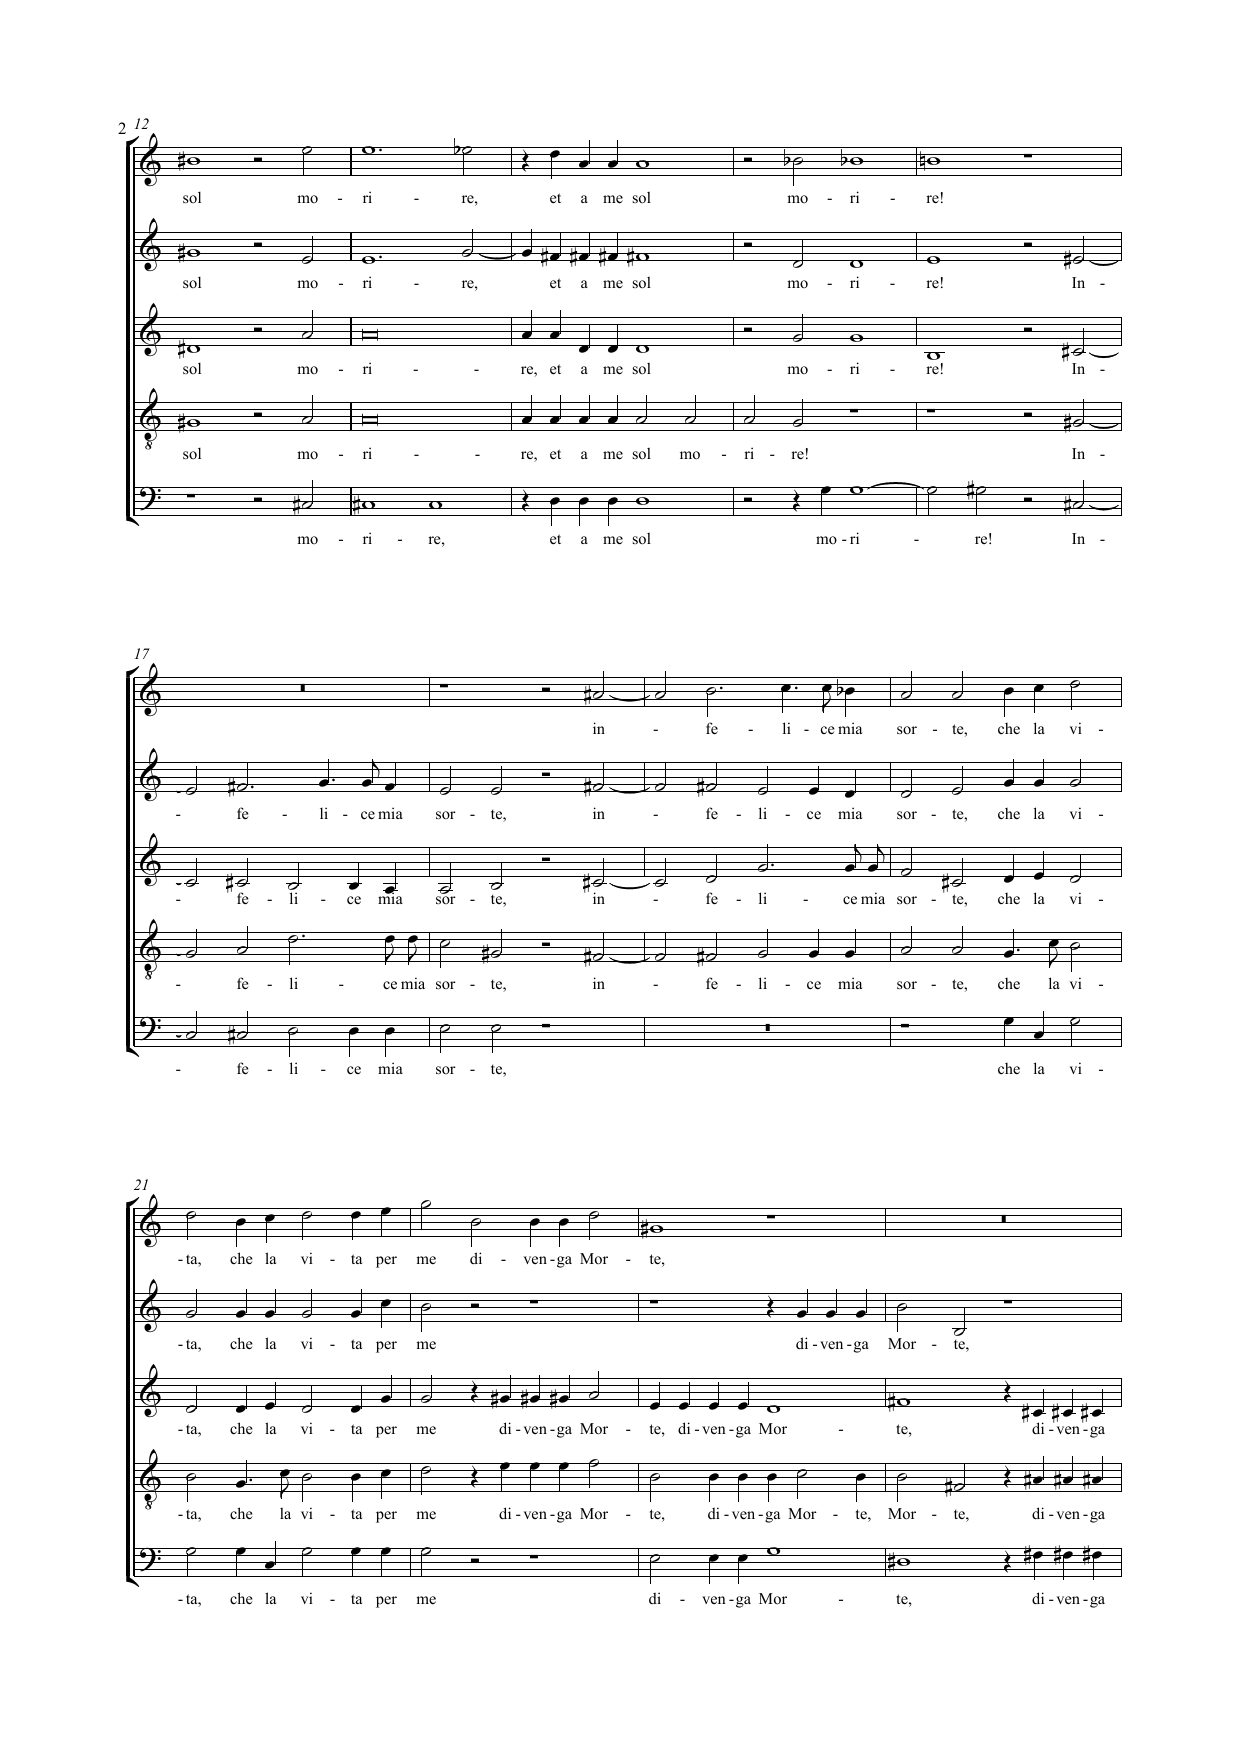 2 12
sol mo - ri - re, et a me sol mo - ri - re!
sol mo - ri - re, et a me sol mo - ri - re! In -
sol mo - ri - - re, et a me sol mo - ri - re! In -
8
sol mo - ri - - re, et a me sol mo - ri - re! In -
mo - ri - re, et a me sol mo - ri - re! In -
17
in - fe - li - ce mia sor - te, che la vi -
- fe - li - ce mia sor - te, in - fe - li - ce mia sor - te, che la vi -
- fe - li - ce mia sor - te, in - fe - li - ce mia sor - te, che la vi -
8
- fe - li - ce mia sor - te, in - fe - li - ce mia sor - te, che la vi -
- fe - li - ce mia sor - te, che la vi -
21
- ta, che la vi - ta per me di - ven - ga Mor - te,
- ta, che la vi - ta per me di - ven - ga Mor - te,
- ta, che la vi - ta per me di - ven - ga Mor - te, di - ven - ga Mor - te, di - ven - ga
8
- ta, che la vi - ta per me di - ven - ga Mor - te, di - ven - ga Mor - te, Mor - te, di - ven - ga
- ta, che la vi - ta per me di - ven - ga Mor - te, di - ven - ga